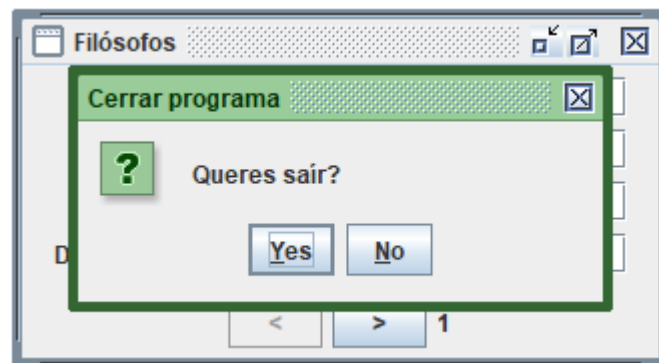 Filósofos
Cerrar programa
?
Queres saír?
Yes No
D
< > 1